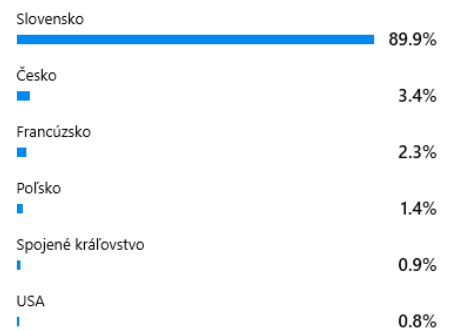 Slovensko
89.9%
Česko
3.4%
Francúzsko
2.3%
Poľsko
1.4%
Spojené kráľovstvo
0.9%
USA
0.8%